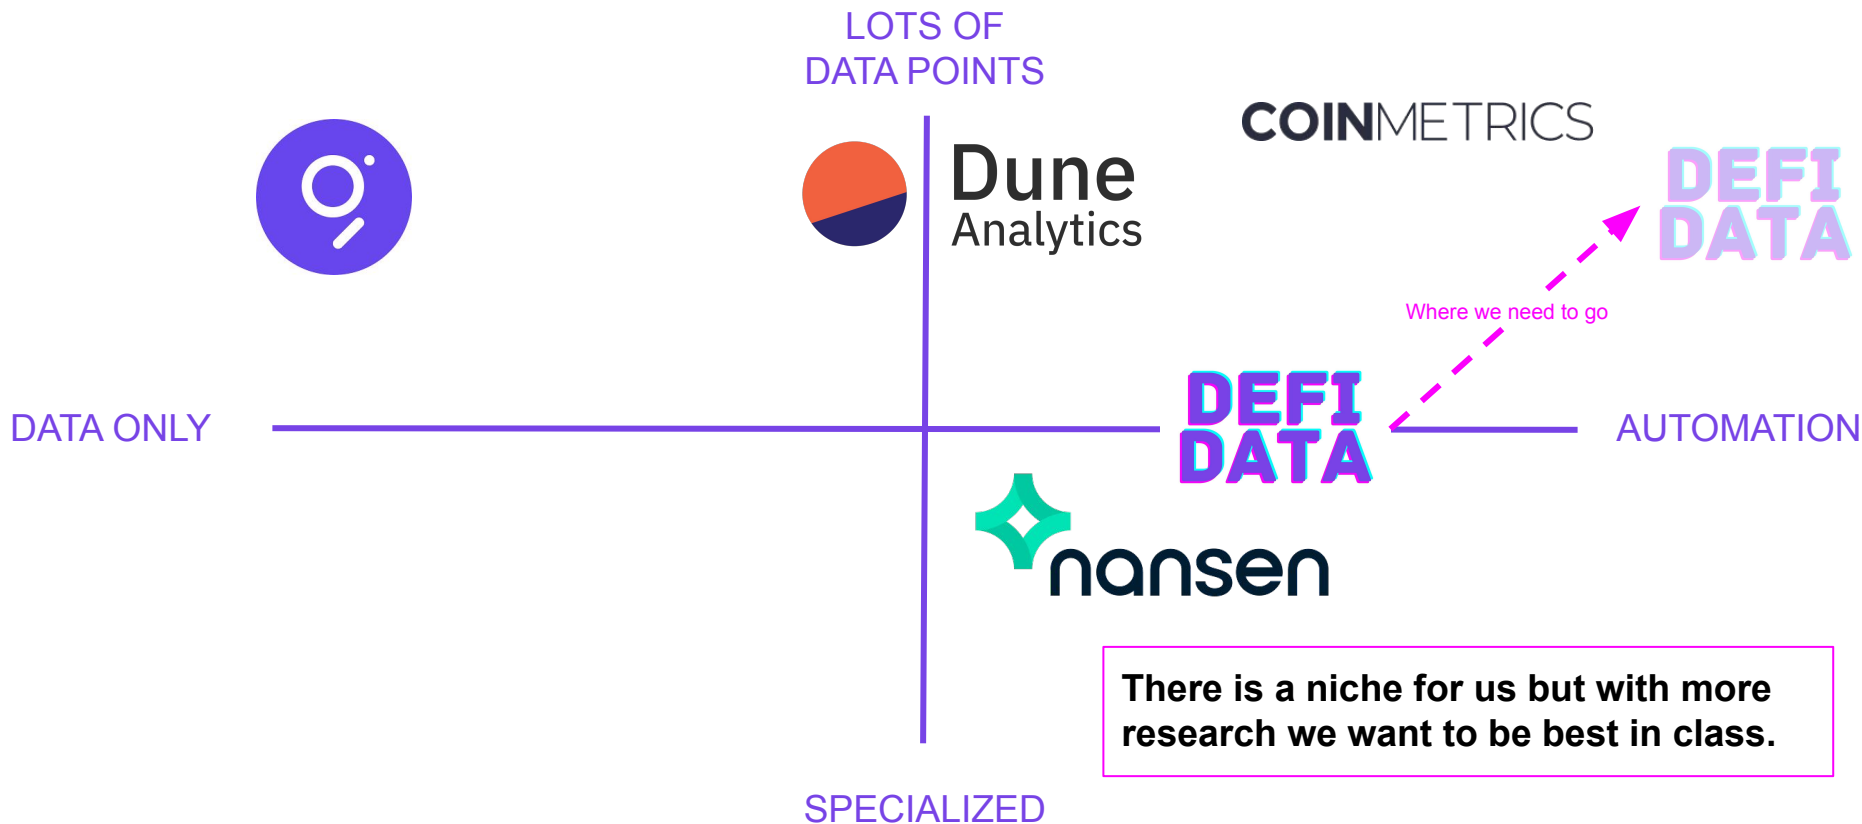 LOTS OF
DATA POINTS
COINMETRICS
Dune
Analytics
DEFI
DATA
Where we need to go
DEFI
DATA
DATA ONLY
AUTOMATION
nansen
There is a niche for us but with more
research we want to be best in class.
SPECIALIZED